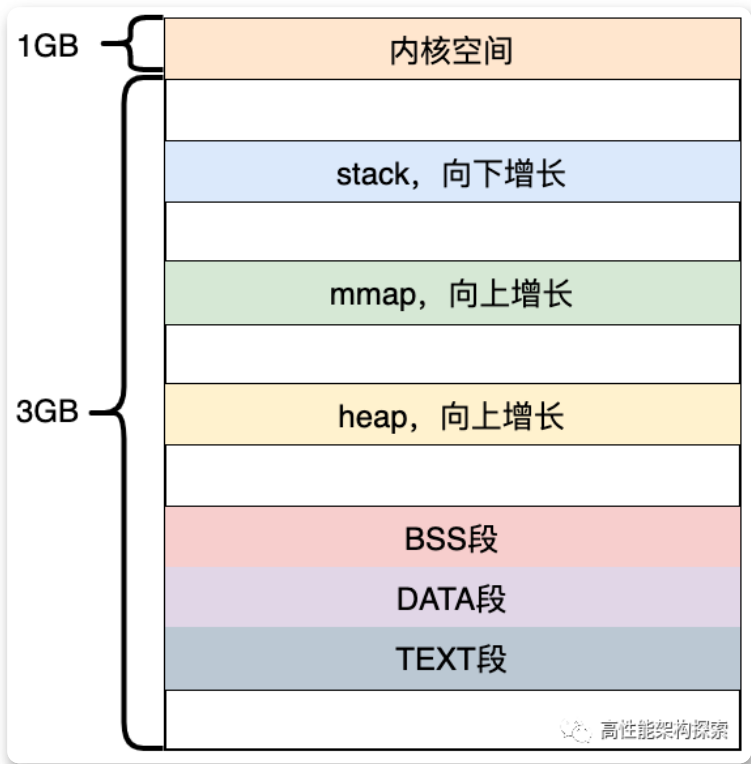 1GB
内核空间
stack，向下增长
mmap，向上增长
3GB
heap，向上增长
BSS段
DATA段
TEXT段
高性能架构探索